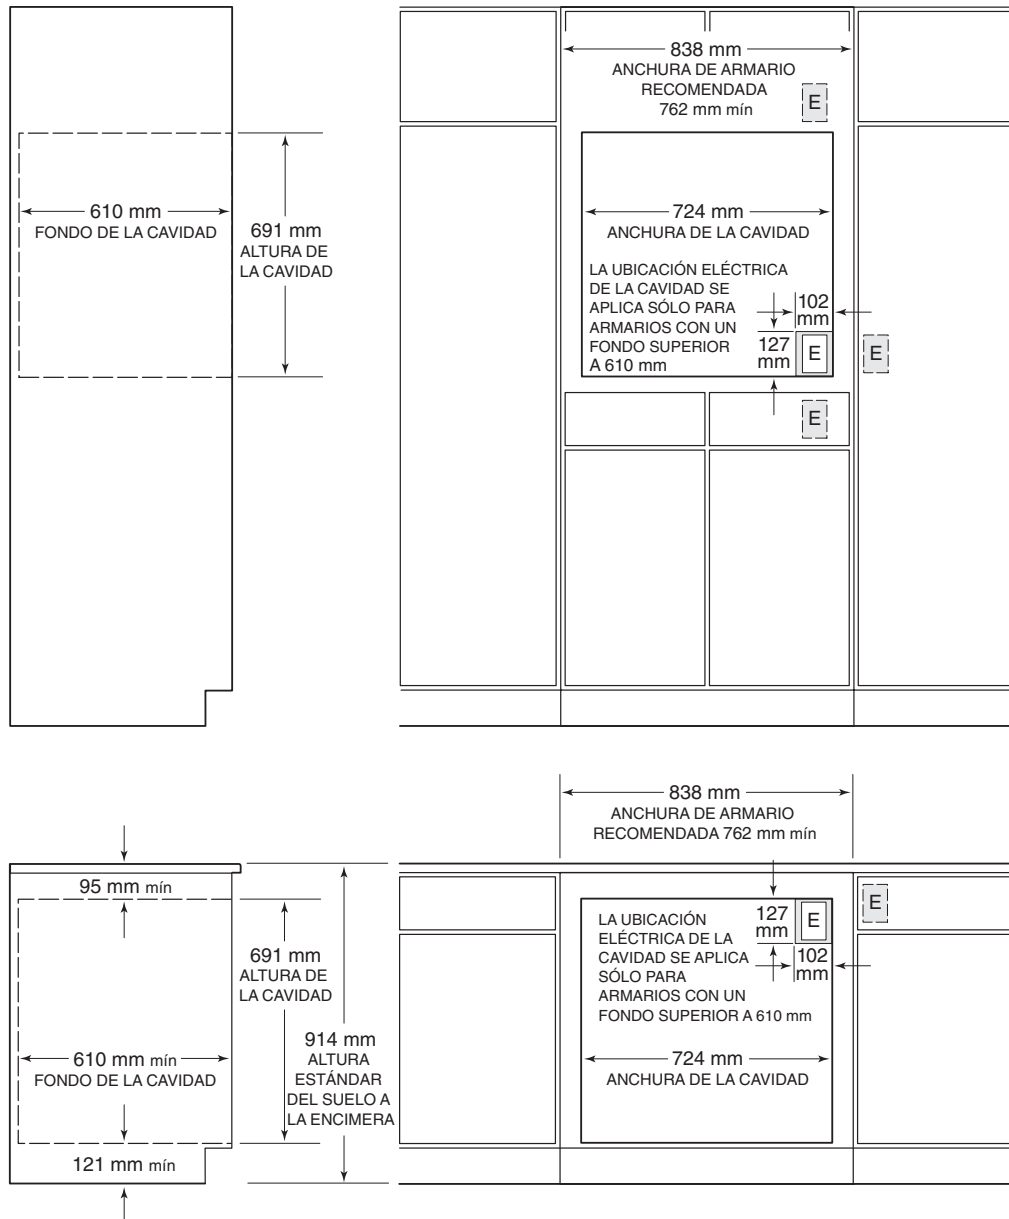 838 mm
ANCHURA DE ARMARIO
RECOMENDADA
762 mm mín
E
610 mm
FONDO DE LA CAVIDAD
691 mm
ALTURA DE
LA CAVIDAD
724 mm
ANCHURA DE LA CAVIDAD
LA UBICACIÓN ELÉCTRICA
DE LA CAVIDAD SE
APLICA SÓLO PARA
ARMARIOS CON UN
FONDO SUPERIOR
A 610 mm
102
mm
127
mm
E
E
E
838 mm
ANCHURA DE ARMARIO
RECOMENDADA 762 mm mín
95 mm mín
691 mm
ALTURA DE
LA CAVIDAD
610 mm mín
FONDO DE LA CAVIDAD
121 mm mín
914 mm
ALTURA
ESTÁNDAR
DEL SUELO A
LA ENCIMERA
LA UBICACIÓN
ELÉCTRICA DE LA
CAVIDAD SE APLICA
SÓLO PARA
ARMARIOS CON UN
FONDO SUPERIOR A 610 mm
127
mm
E
102
mm
E
724 mm
ANCHURA DE LA CAVIDAD